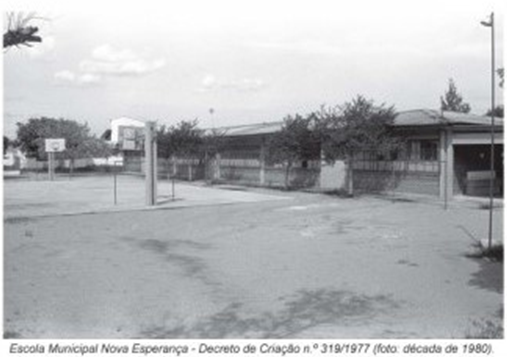 Escola Municipal Nova Esperança - Decreto de Criação n.º 319/1977 (foto: década de 1980).